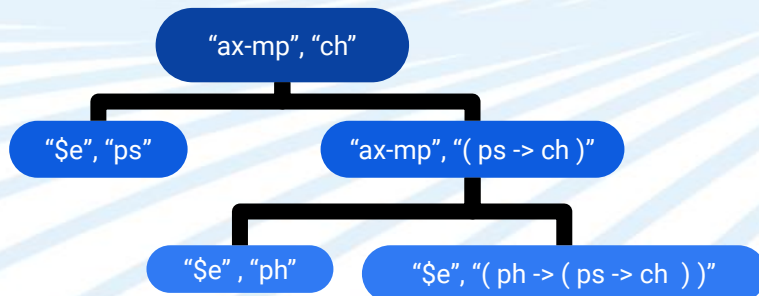 “ax-mp”, “ch”
“$e”, “ps”
“ax-mp”, “( ps -> ch )”
“$e” , “ph”
“$e”, “( ph -> ( ps -> ch  ) )”